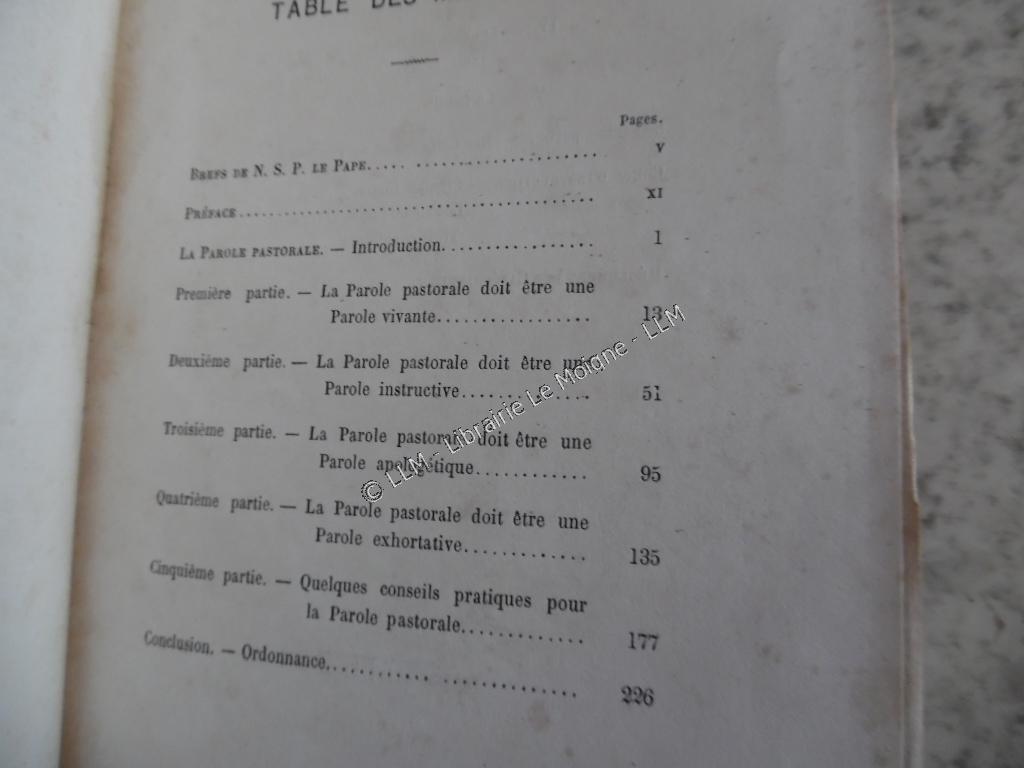 TABLE DES
Pages.
BREFS DE N. S. P. LE PAPE..... ...................... V
PRÉFACE................................................ XI
LA PAROLE PASTORALE. — Introduction................. 1
Première partie. — La Parole pastorale doit être une
Parole vivante.................. 13
Deuxième partie. — La Parole pastorale doit être une
Parole instructive............... 51
Troisième partie. — La Parole pastorale doit être une
Parole apologétique............. 95
Quatrième partie. — La Parole pastorale doit être une
Parole exhortative.............. 135
Cinquième partie. — Quelques conseils pratiques pour
la Parole pastorale.............. 177
Conclusion. — Ordonnance............ ............... 226
© LLM - Librairie Le Moigne - LLM